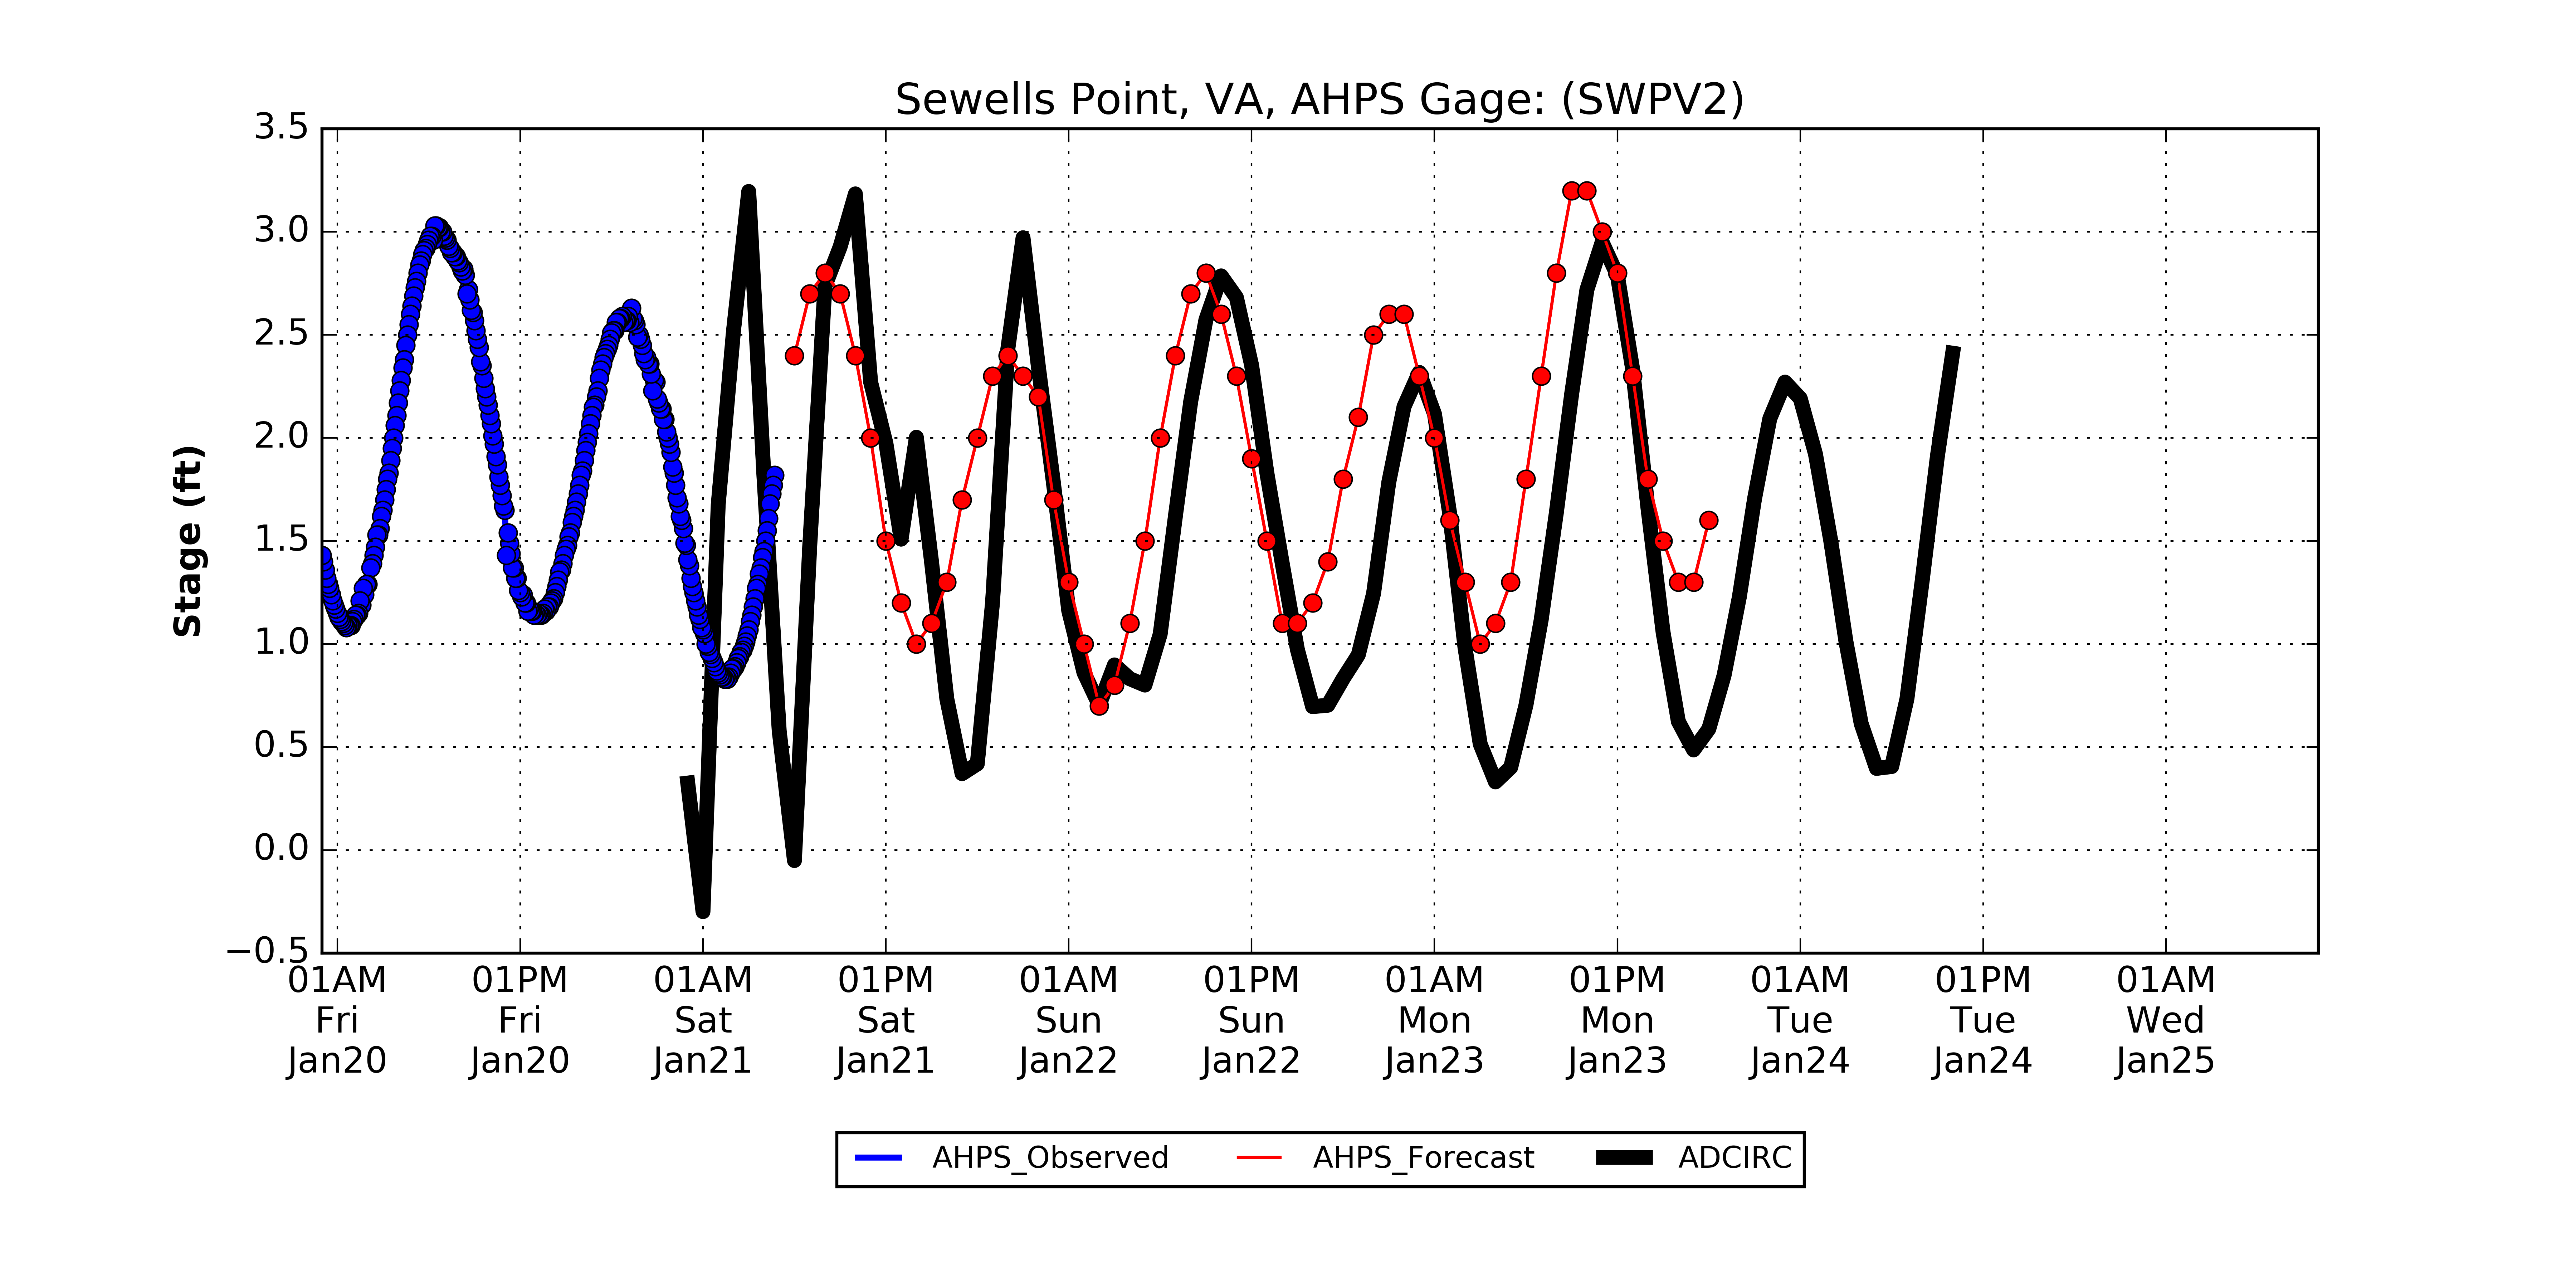 Sewells Point, VA, AHPS Gage: (SWPV2)
3.5
3.0
2.5
2.0
1.5
1.0
0.5
0.0
−0.5
Stage (ft)
01AM 01PM 01AM 01PM 01AM 01PM 01AM 01PM 01AM 01PM 01AM
Fri Fri Sat Sat Sun Sun Mon Mon Tue Tue Wed
Jan20 Jan20 Jan21 Jan21 Jan22 Jan22 Jan23 Jan23 Jan24 Jan24 Jan25
AHPS_Observed AHPS_Forecast ADCIRC